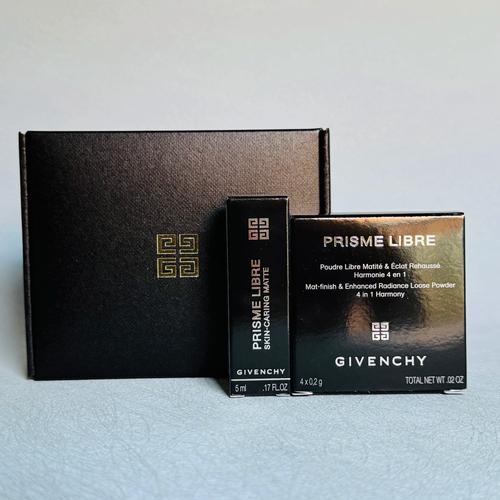 PRISME LIBRE
SKIN-CARING MATTE
GIVENCHY
5 ml .17 FL.OZ
PRISME LIBRE
Poudre Libre Matité & Éclat Rehaussé
Harmonie 4 en 1
Mat-finish & Enhanced Radiance Loose Powder
4 in 1 Harmony
GIVENCHY
4 x 0,2 g TOTAL NET WT .02 OZ